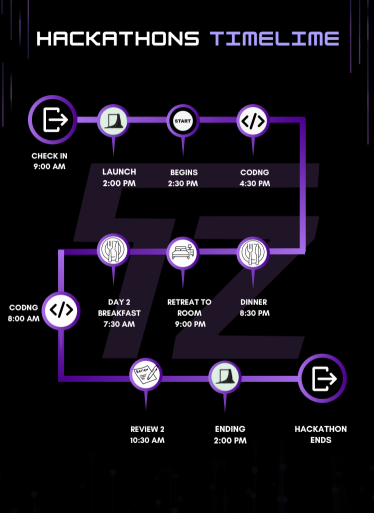 HACKATHONS TIMELIME
CHECK IN
9:00 AM
LAUNCH
2:00 PM
START
BEGINS
2:30 PM
</>
CODNG
4:30 PM
DINNER
8:30 PM
RETREAT TO
ROOM
9:00 PM
DAY 2
BREAKFAST
7:30 AM
</>
CODNG
8:00 AM
REVIEW 2
10:30 AM
ENDING
2:00 PM
HACKATHON
ENDS